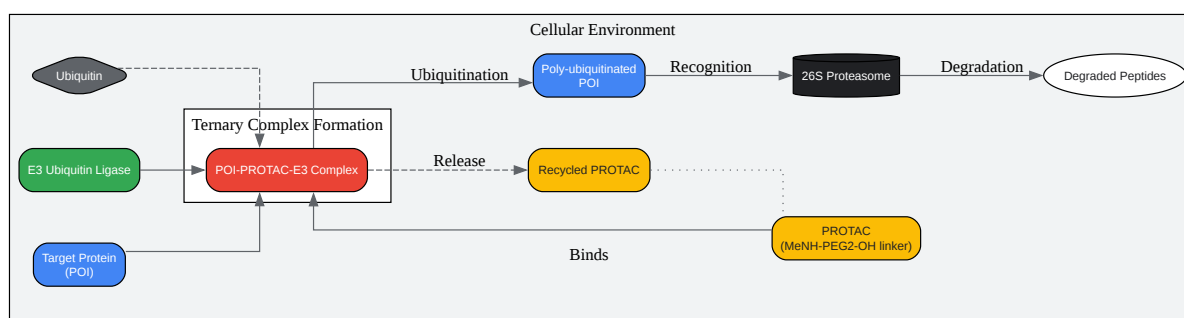 Cellular Environment
Ubiquitin
Ubiquitination
Poly-ubiquitinated
POI
Recognition
26S Proteasome
Degradation
Degraded Peptides
Ternary Complex Formation
E3 Ubiquitin Ligase
POI-PROTAC-E3 Complex
Release
Recycled PROTAC
Target Protein
(POI)
Binds
PROTAC
(MeNH-PEG2-OH linker)